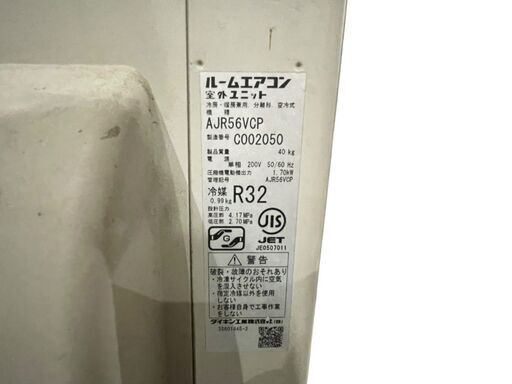 ルームエアコン
室外ユニット
冷房・暖房兼用, 分離形, 空冷式
機種
AJR56VCP
製造番号 C002050
製品質量 40 kg
電源
単相 200V 50/60 Hz
圧縮機電動機出力 1.70kW
管理記号 AJR56VCP
冷媒 R32
0.99kg
設計圧力
高圧部 4.17 MPa
低圧部 2.70 MPa
G
JIS
JET
JE0507011
警告
破裂・故障のおそれあり
・冷凍サイクル内に空気を混入させない
・指定冷媒以外を使用しない
・お客様自身で工事をしない
ダイキン工業株式会社